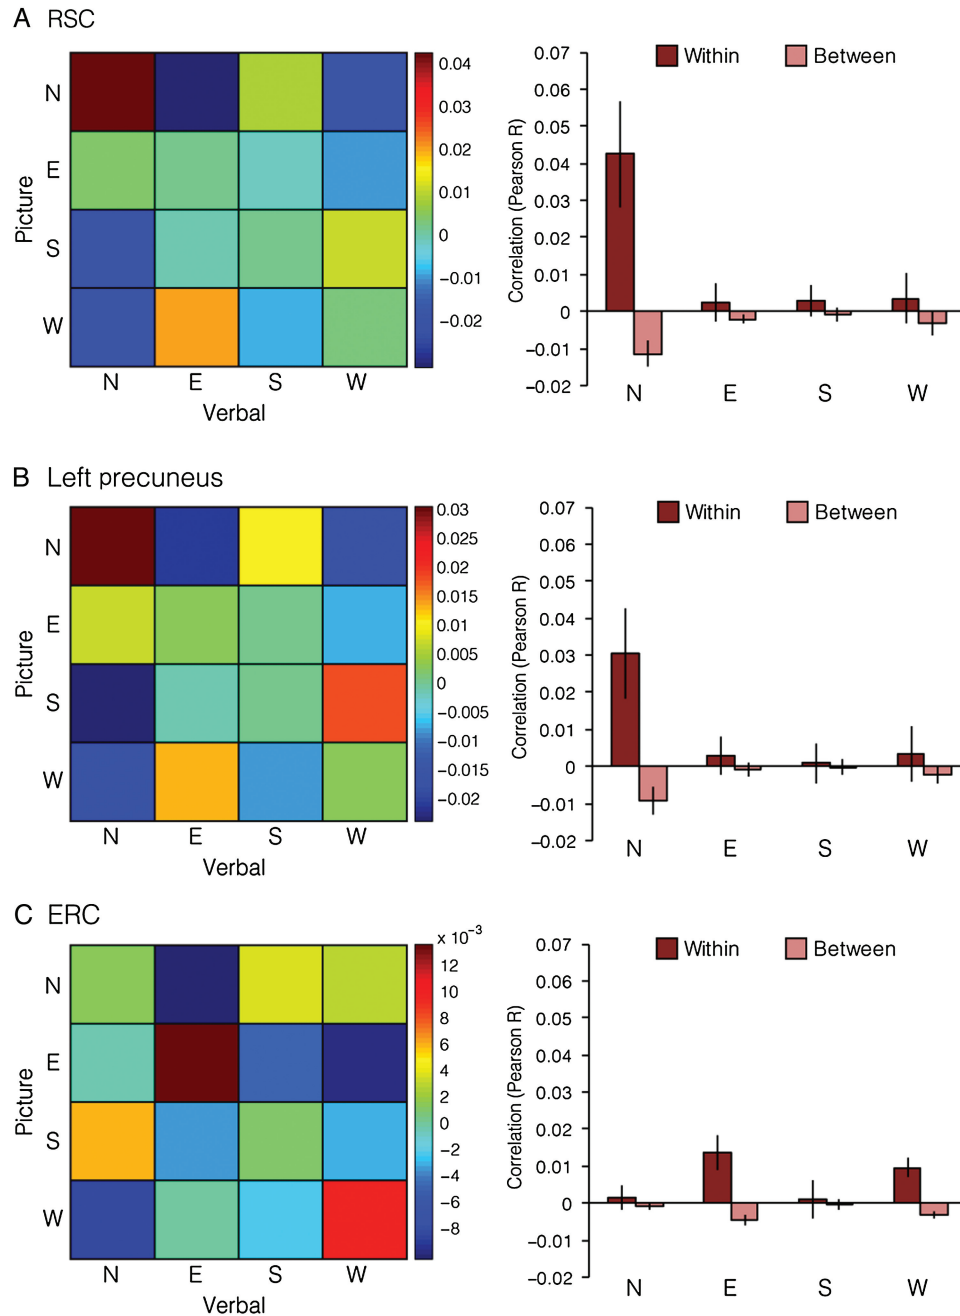 A RSC
Picture
N
E
S
W
N E S W
Verbal
0.04
0.03
0.02
0.01
0
−0.01
−0.02
Within Between
Correlation (Pearson R)
0.07
0.06
0.05
0.04
0.03
0.02
0.01
0
−0.01
−0.02
N E S W
B Left precuneus
Picture
N
E
S
W
N E S W
Verbal
0.03
0.025
0.02
0.015
0.01
0.005
0
−0.005
−0.01
−0.015
−0.02
Within Between
Correlation (Pearson R)
0.07
0.06
0.05
0.04
0.03
0.02
0.01
0
−0.01
−0.02
N E S W
C ERC
Picture
N
E
S
W
N E S W
Verbal
x 10⁻³
12
10
8
6
4
2
0
−2
−4
−6
−8
Within Between
Correlation (Pearson R)
0.07
0.06
0.05
0.04
0.03
0.02
0.01
0
−0.01
−0.02
N E S W